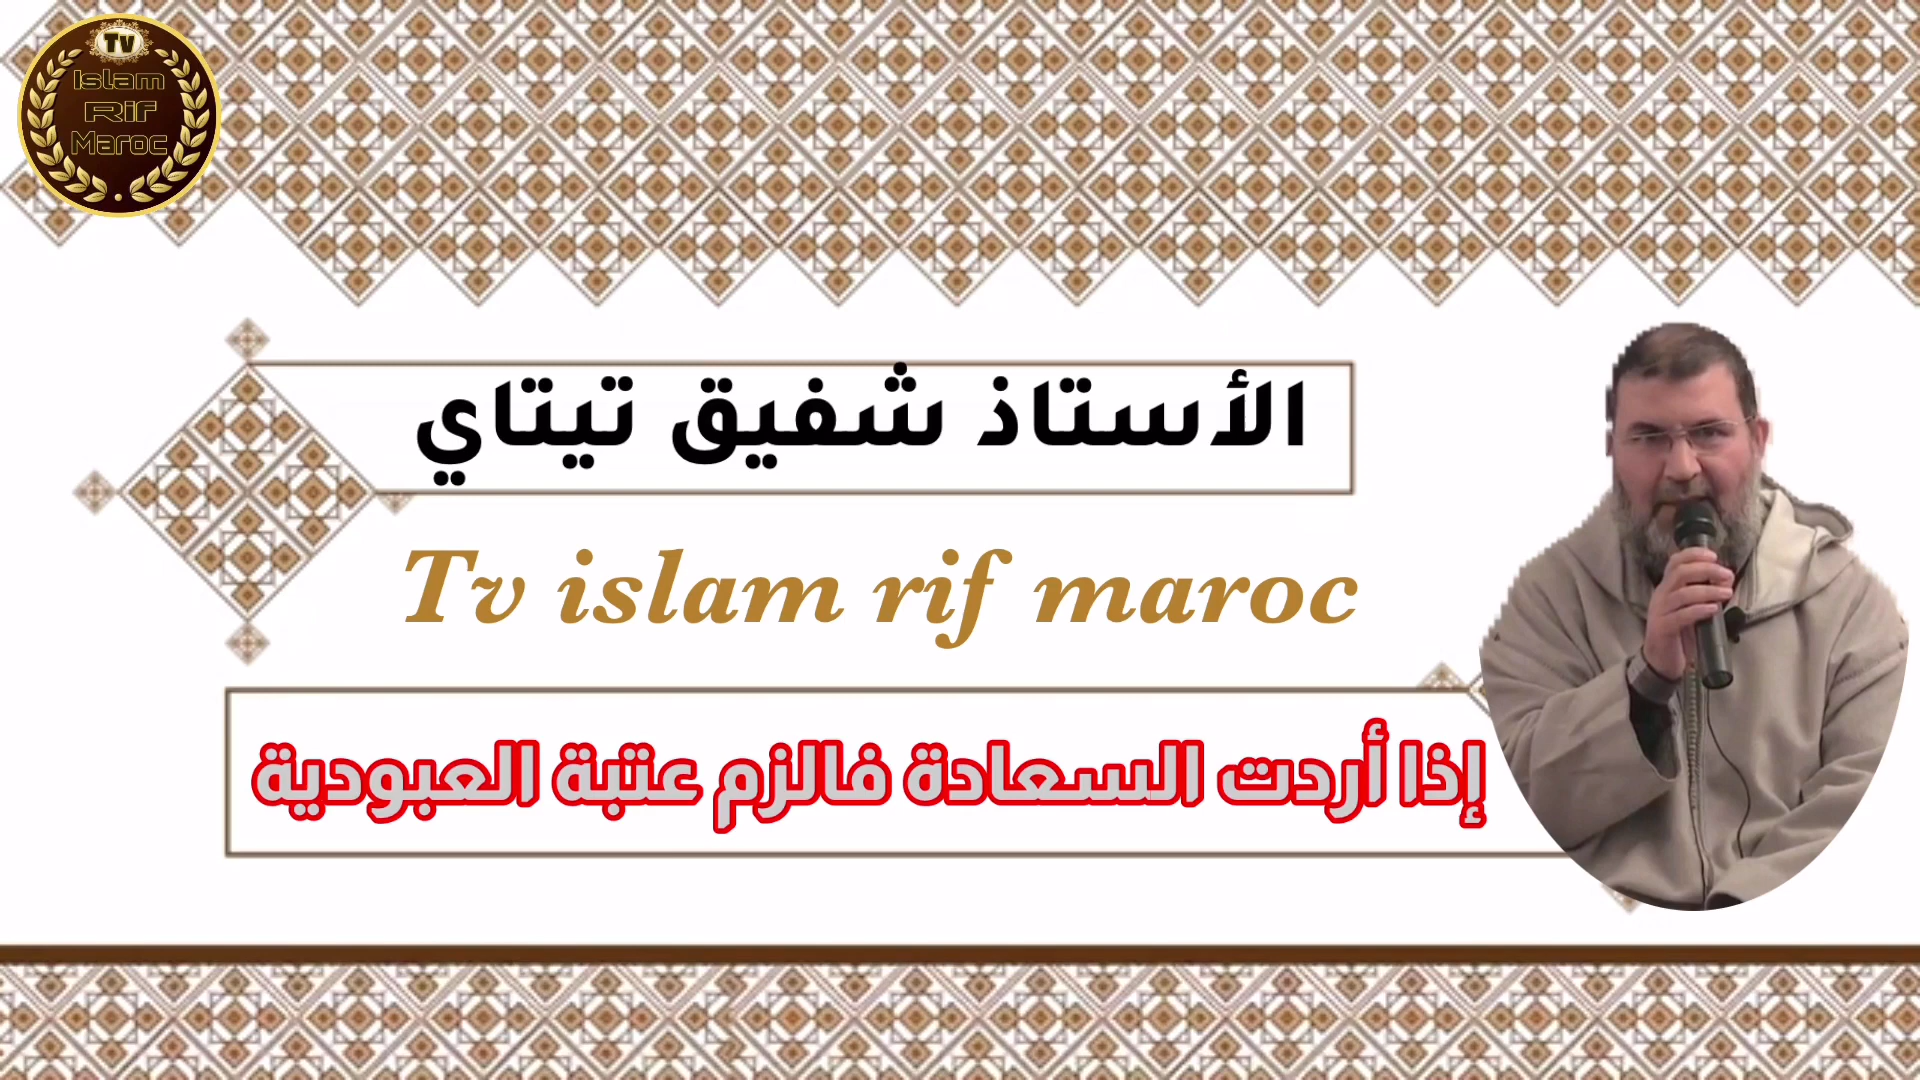 Tv
Islam
Rif
Maroc
الأستاذ شفيق تيتاي
Tv islam rif maroc
إذا أردت السعادة فالزم عتبة العبودية